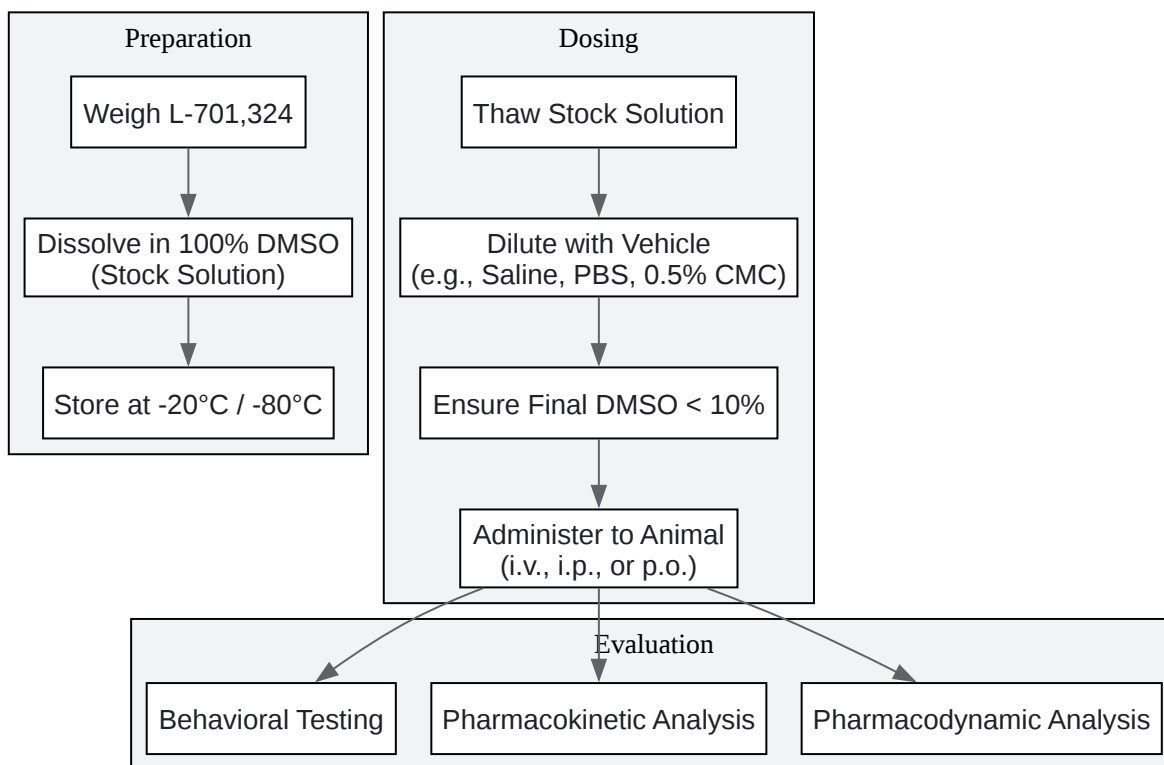 Preparation
Weigh L-701,324
Dissolve in 100% DMSO
(Stock Solution)
Store at -20°C / -80°C
Dosing
Thaw Stock Solution
Dilute with Vehicle
(e.g., Saline, PBS, 0.5% CMC)
Ensure Final DMSO < 10%
Administer to Animal
(i.v., i.p., or p.o.)
Evaluation
Behavioral Testing
Pharmacokinetic Analysis
Pharmacodynamic Analysis